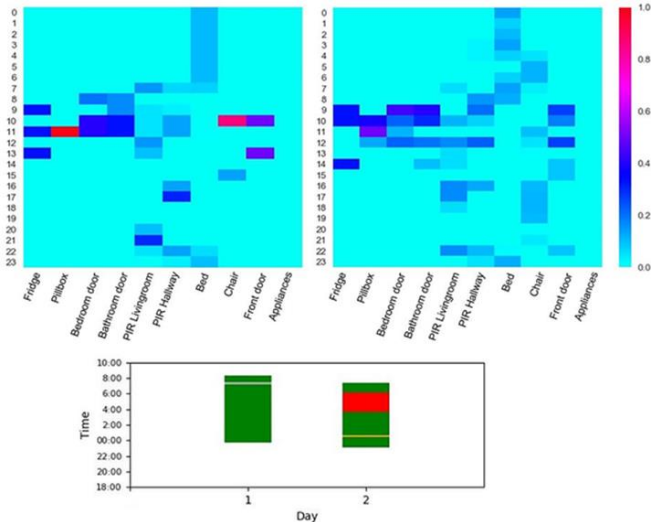 0
1
2
3
4
5
6
7
8
9
10
11
12
13
14
15
16
17
18
19
20
21
22
23
Fridge
Pillbox
Bedroom door
Bathroom door
PIR Livingroom
PIR Hallway
Bed
Chair
Front door
Appliances
0
1
2
3
4
5
6
7
8
9
10
11
12
13
14
15
16
17
18
19
20
21
22
23
Fridge
Pillbox
Bedroom door
Bathroom door
PIR Livingroom
PIR Hallway
Bed
Chair
Front door
Appliances
1.0
0.8
0.6
0.4
0.2
0.0
10:00
8:00
6:00
4:00
2:00
00:00
22:00
20:00
18:00
Time
1
2
Day